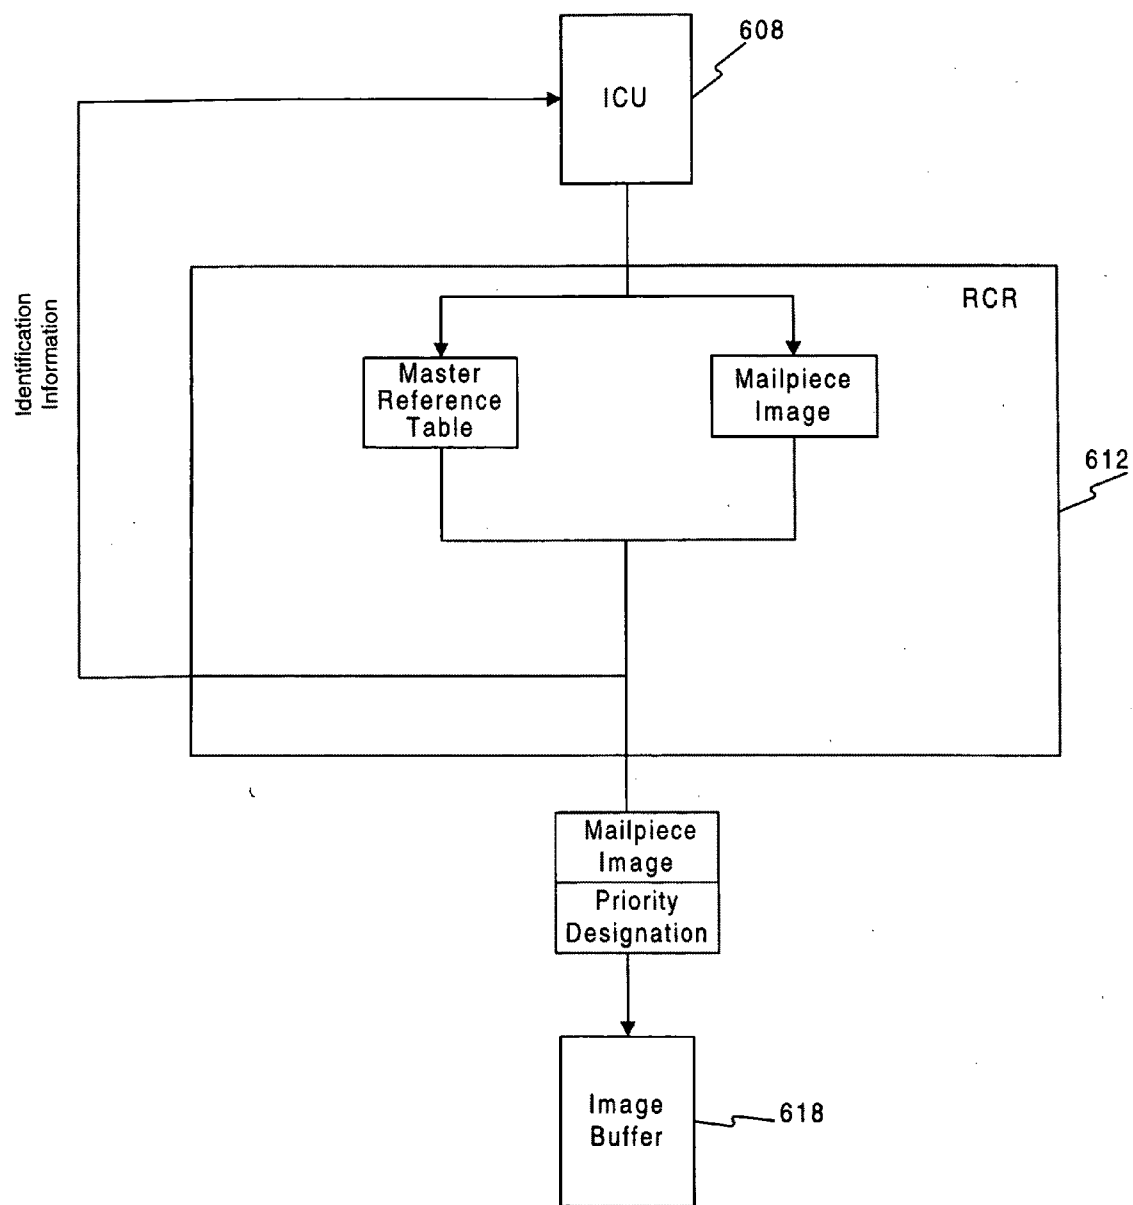 608
ICU
Identification
Information
RCR
Master
Reference
Table
Mailpiece
Image
612
Mailpiece
Image
Priority
Designation
Image
Buffer
618